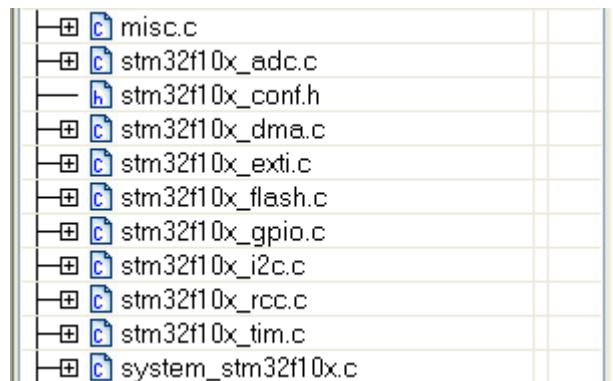 misc.c
stm32f10x_adc.c
stm32f10x_conf.h
stm32f10x_dma.c
stm32f10x_exti.c
stm32f10x_flash.c
stm32f10x_gpio.c
stm32f10x_i2c.c
stm32f10x_rcc.c
stm32f10x_tim.c
system_stm32f10x.c